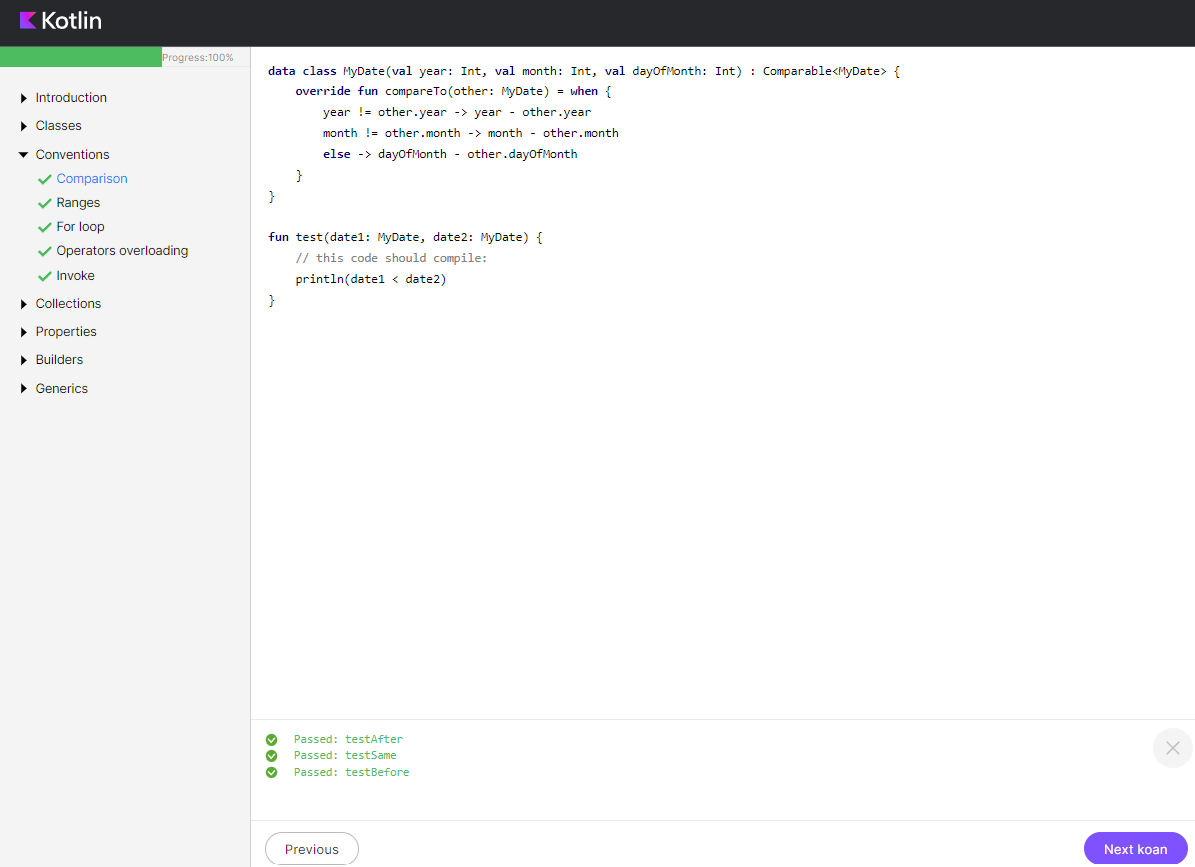 Kotlin
Progress:100%
Introduction
Classes
Conventions
Comparison
Ranges
For loop
Operators overloading
Invoke
Collections
Properties
Builders
Generics
data class MyDate(val year: Int, val month: Int, val dayOfMonth: Int) : Comparable<MyDate> {
    override fun compareTo(other: MyDate) = when {
        year != other.year -> year - other.year
        month != other.month -> month - other.month
        else -> dayOfMonth - other.dayOfMonth
    }
}

fun test(date1: MyDate, date2: MyDate) {
    // this code should compile:
    println(date1 < date2)
}
Passed: testAfter
Passed: testSame
Passed: testBefore
Previous
Next koan